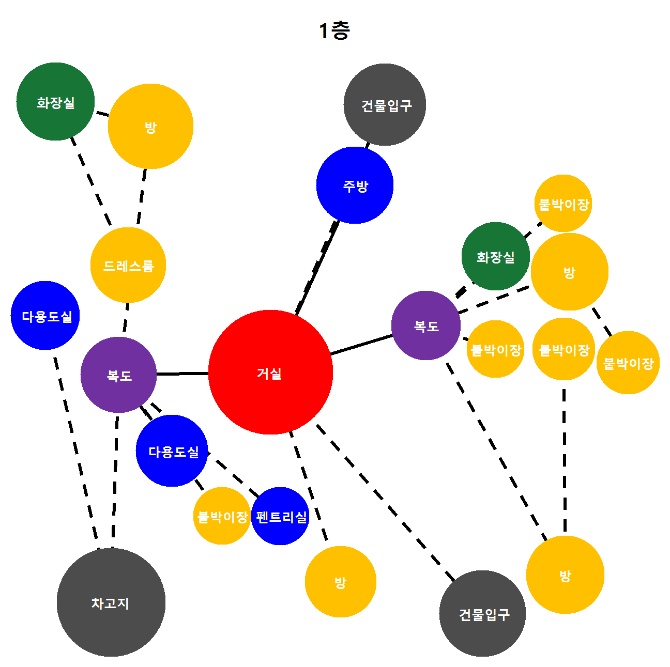 1층
화장실
방
건물입구
주방
붙박이장
화장실
방
드레스룸
다용도실
복도
붙박이장
붙박이장
붙박이장
복도
거실
다용도실
붙박이장
펜트리실
방
방
차고지
건물입구